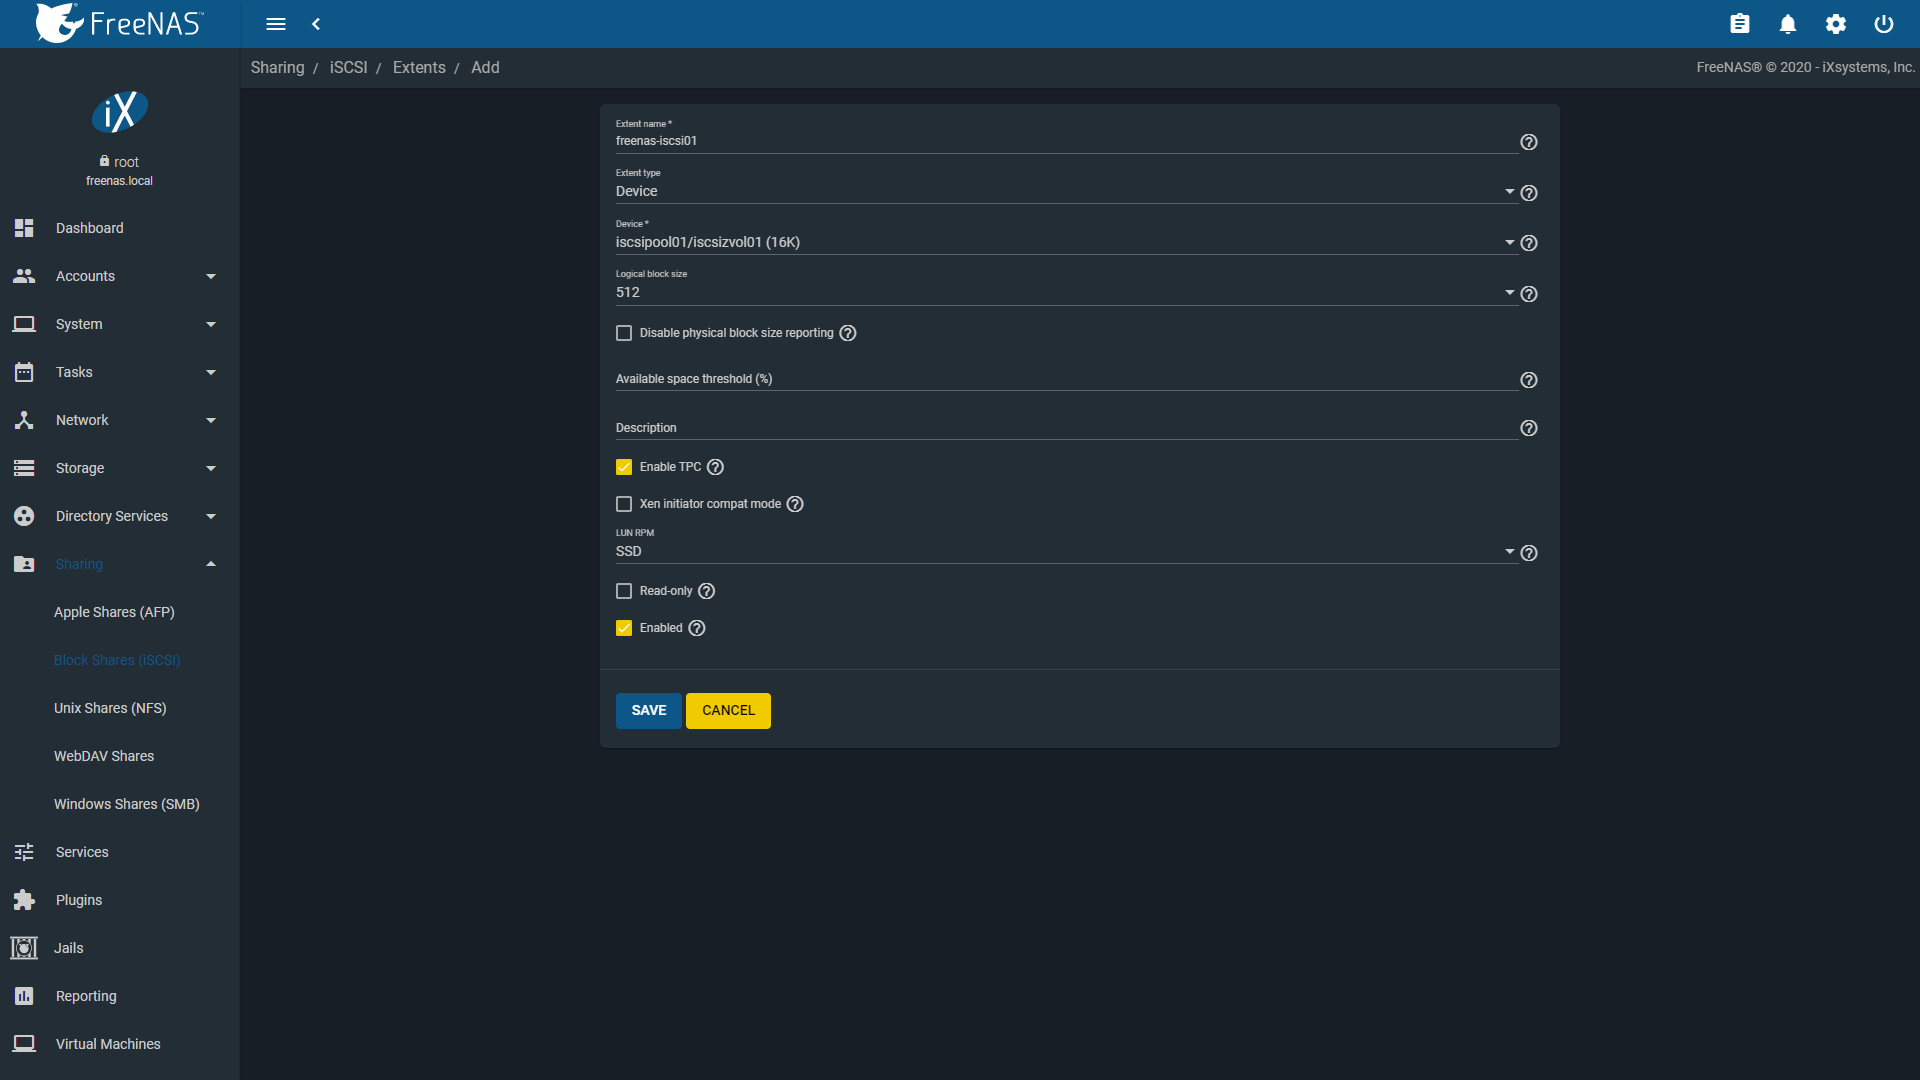 FreeNAS™
Sharing / iSCSI / Extents / Add
FreeNAS® © 2020 - iXsystems, Inc.
iX
root
freenas.local
Dashboard
Accounts
System
Tasks
Network
Storage
Directory Services
Sharing
Apple Shares (AFP)
Block Shares (iSCSI)
Unix Shares (NFS)
WebDAV Shares
Windows Shares (SMB)
Services
Plugins
Jails
Reporting
Virtual Machines
Extent name *
freenas-iscsi01
Extent type
Device
Device *
iscsipool01/iscsizvol01 (16K)
Logical block size
512
Disable physical block size reporting
Available space threshold (%)
Description
Enable TPC
Xen initiator compat mode
LUN RPM
SSD
Read-only
Enabled
SAVE CANCEL